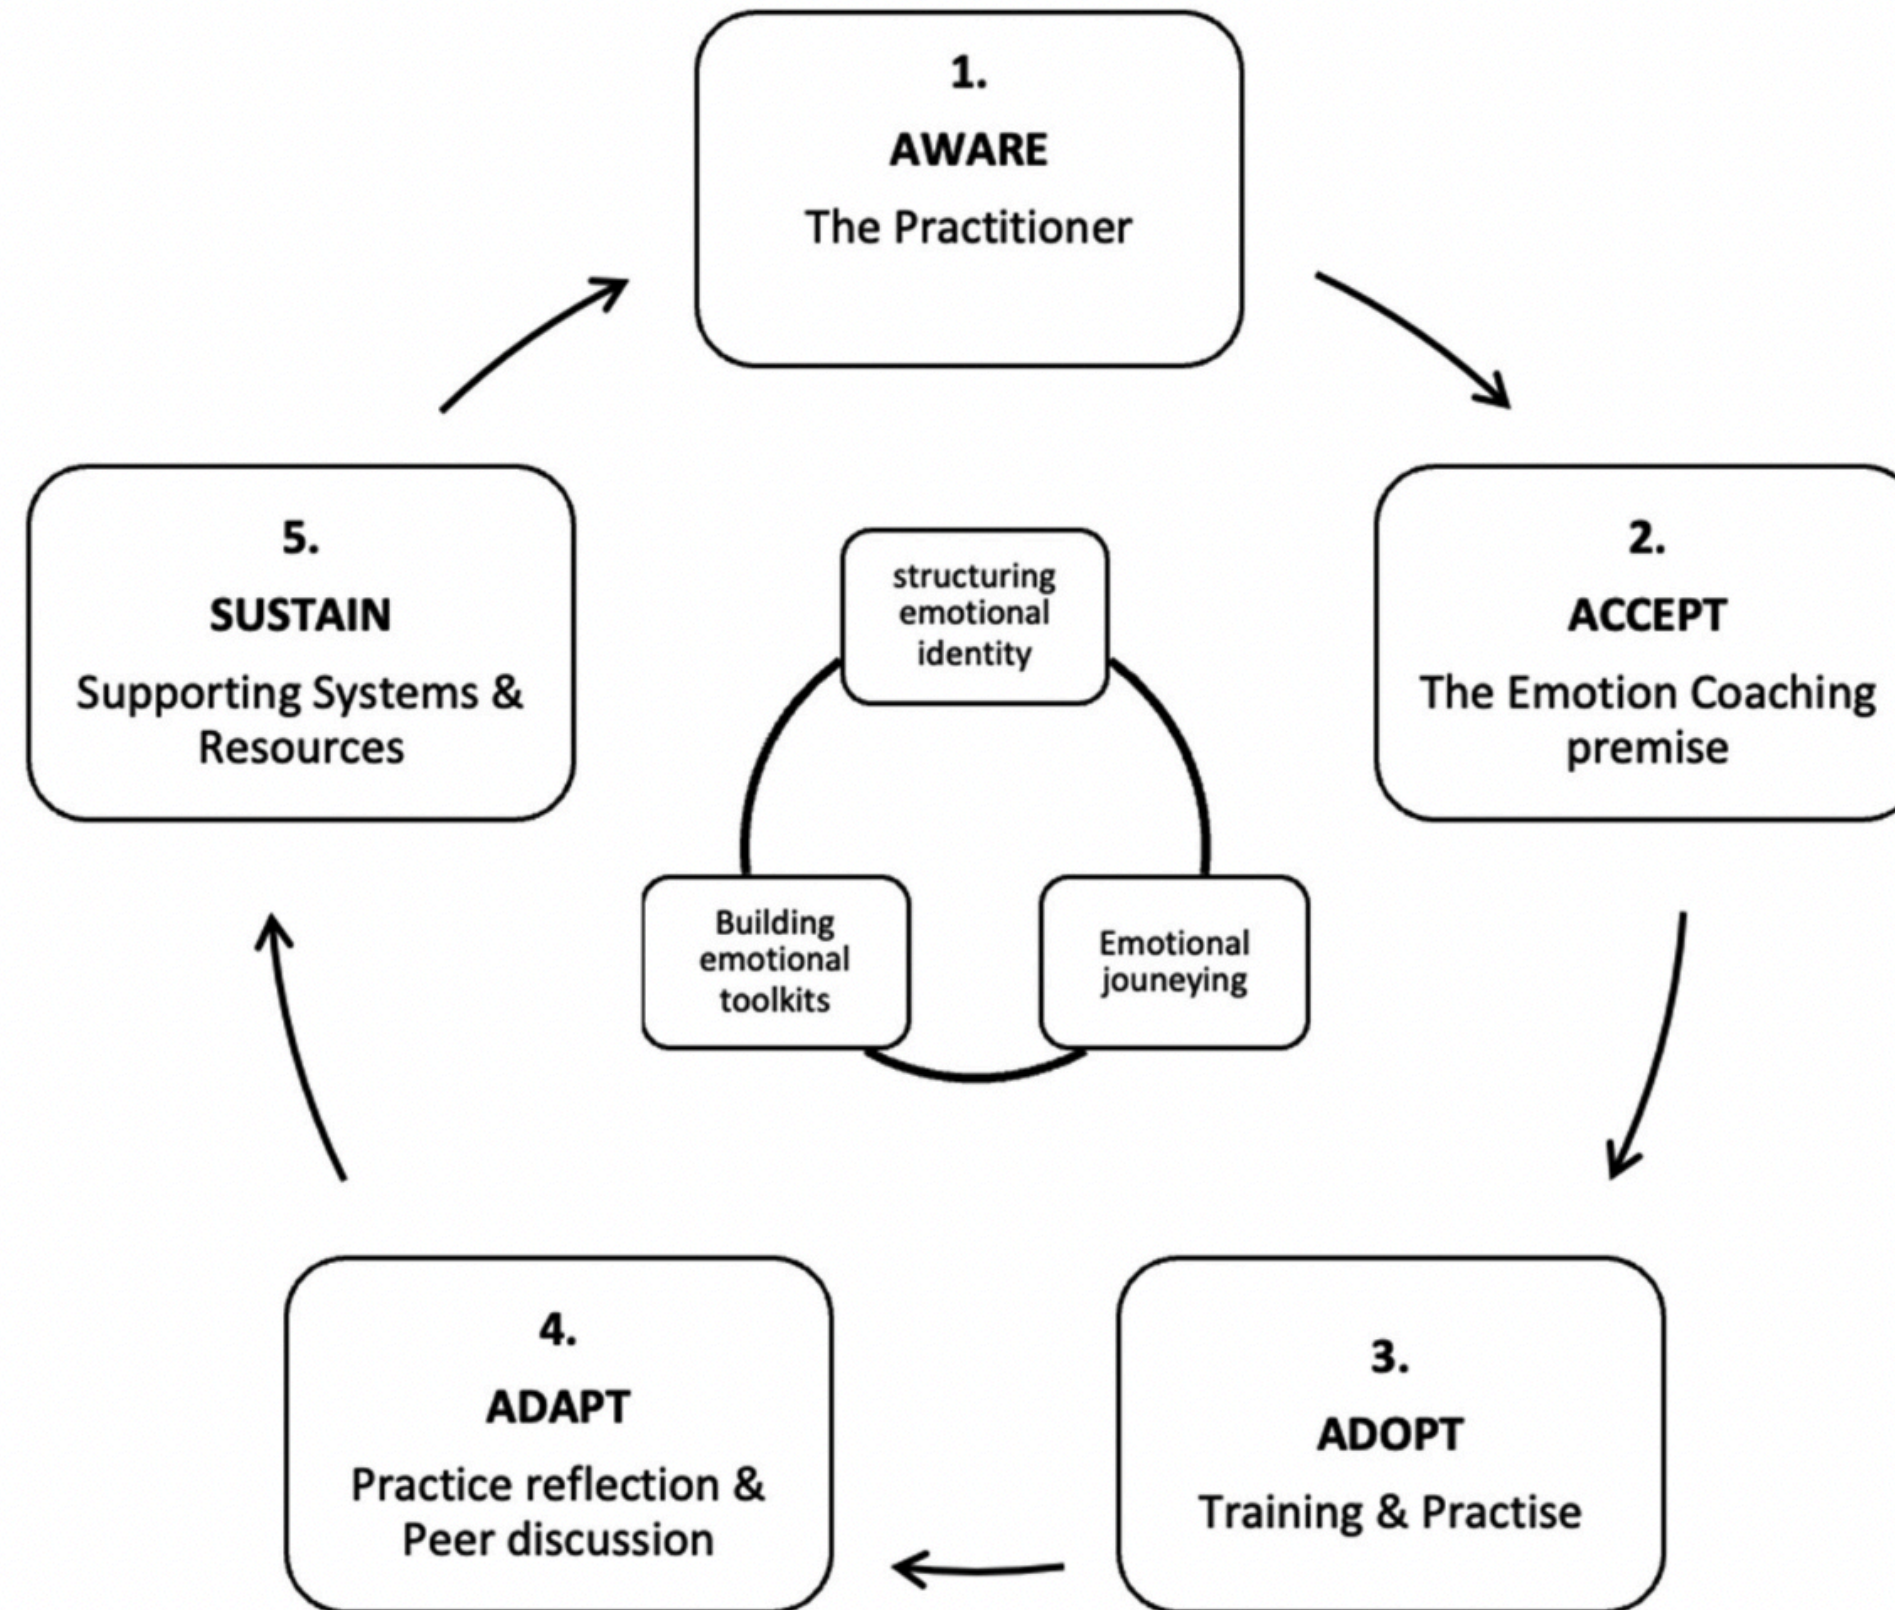 1.
AWARE
The Practitioner
2.
ACCEPT
The Emotion Coaching
premise
3.
ADOPT
Training & Practise
4.
ADAPT
Practice reflection &
Peer discussion
5.
SUSTAIN
Supporting Systems &
Resources
structuring
emotional
identity
Emotional
jouneying
Building
emotional
toolkits